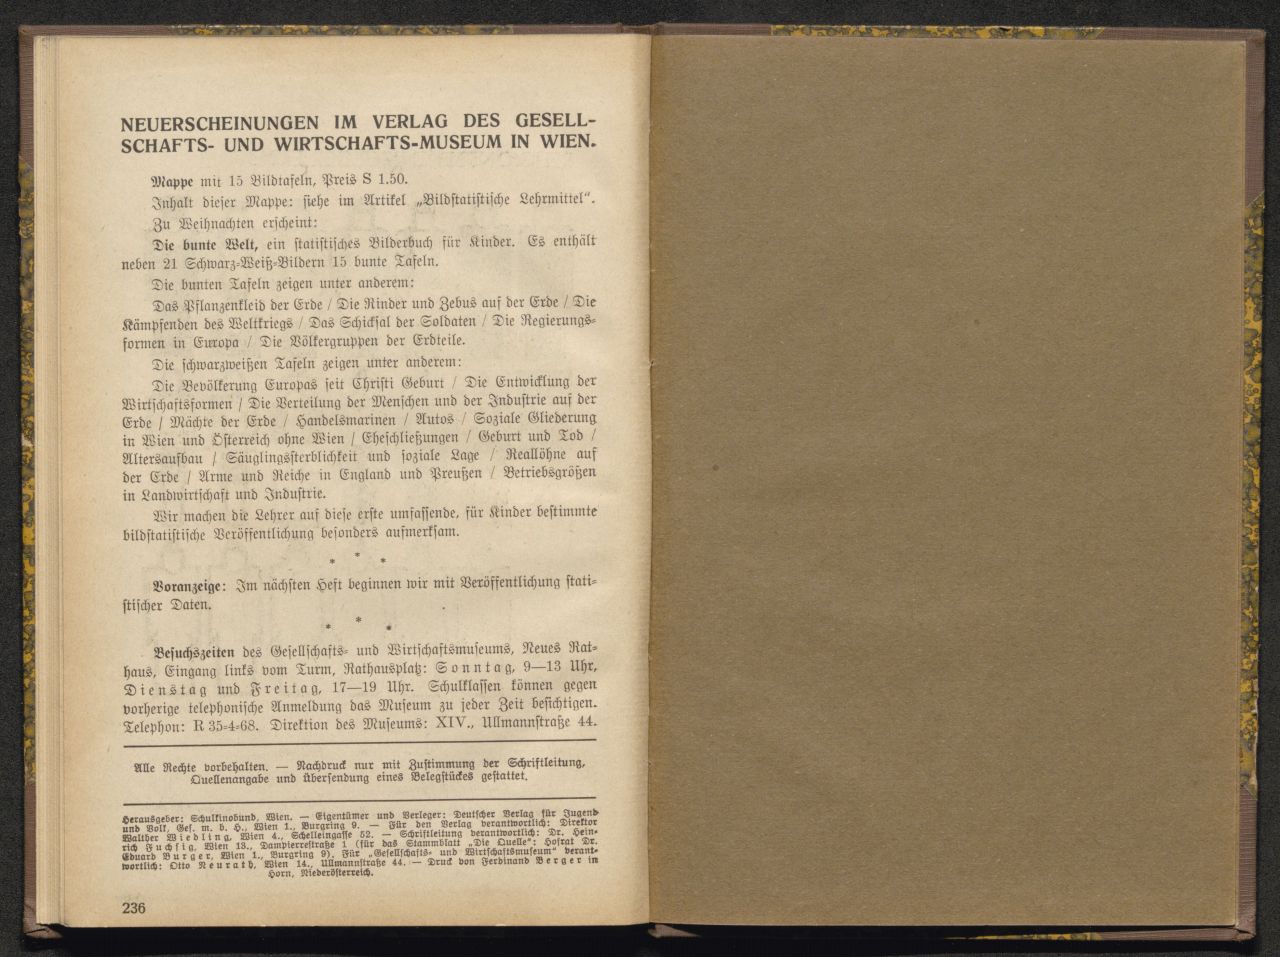 NEUERSCHEINUNGEN IM VERLAG DES GESELL-
SCHAFTS- UND WIRTSCHAFTS-MUSEUM IN WIEN.
Mappe mit 15 Bildtafeln, Preis S 1.50.
Inhalt dieser Mappe: siehe im Artikel „Bildstatistische Lehrmittel“.
Zu Weihnachten erscheint:
Die bunte Welt, ein statistisches Bilderbuch für Kinder. Es enthält
neben 21 Schwarz-Weiß-Bildern 15 bunte Tafeln.
Die bunten Tafeln zeigen unter anderem:
Das Pflanzenkleid der Erde / Die Rinder und Zebus auf der Erde / Die
Kämpfenden des Weltkriegs / Das Schicksal der Soldaten / Die Regierungs-
formen in Europa / Die Völkergruppen der Erdteile.
Die schwarzweißen Tafeln zeigen unter anderem:
Die Bevölkerung Europas seit Christi Geburt / Die Entwicklung der
Wirtschaftsformen / Die Verteilung der Menschen und der Industrie auf der
Erde / Mächte der Erde / Handelsmarinen / Autos / Soziale Gliederung
in Wien und Österreich ohne Wien / Eheschließungen / Geburt und Tod /
Altersaufbau / Säuglingssterblichkeit und soziale Lage / Reallöhne auf
der Erde / Arme und Reiche in England und Preußen / Betriebsgrößen
in Landwirtschaft und Industrie.
Wir machen die Lehrer auf diese erste umfassende, für Kinder bestimmte
bildstatistische Veröffentlichung besonders aufmerksam.
* * *
Voranzeige: Im nächsten Heft beginnen wir mit Veröffentlichung stati-
stischer Daten.
* * *
Besuchszeiten des Gesellschafts- und Wirtschaftsmuseums, Neues Rat-
haus, Eingang links vom Turm, Rathausplatz: Sonntag, 9—13 Uhr,
Dienstag und Freitag, 17—19 Uhr. Schulklassen können gegen
vorherige telephonische Anmeldung das Museum zu jeder Zeit besichtigen.
Telephon: R 35-4-68. Direktion des Museums: XIV., Ullmannstraße 44.
Alle Rechte vorbehalten. — Nachdruck nur mit Zustimmung der Schriftleitung,
Quellenangabe und Übersendung eines Belegstückes gestattet.
Herausgeber: Schulkinobund, Wien. — Eigentümer und Verleger: Deutscher Verlag für Jugend
und Volk, Ges. m. b. H., Wien 1., Burgring 9. — Für den Verlag verantwortlich: Direktor
Walther Wiedling, Wien 4., Schelleingasse 52. — Schriftleitung verantwortlich: Dr. Hein-
rich Fuchsig, Wien 13., Dampierrestraße 1 (für das Stammblatt „Die Quelle“: Hofrat Dr.
Eduard Burger, Wien 1., Burgring 9). Für „Gesellschafts- und Wirtschaftsmuseum“ verant-
wortlich: Otto Neurath, Wien 14., Ullmannstraße 44. — Druck von Ferdinand Berger in
Horn, Niederösterreich.
236